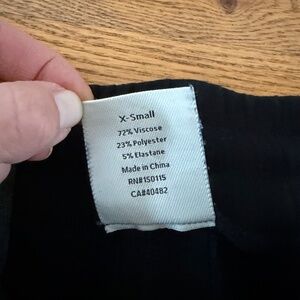 X-Small
72% Viscose
23% Polyester
5% Elastane
Made in China
RN#150115
CA#40482